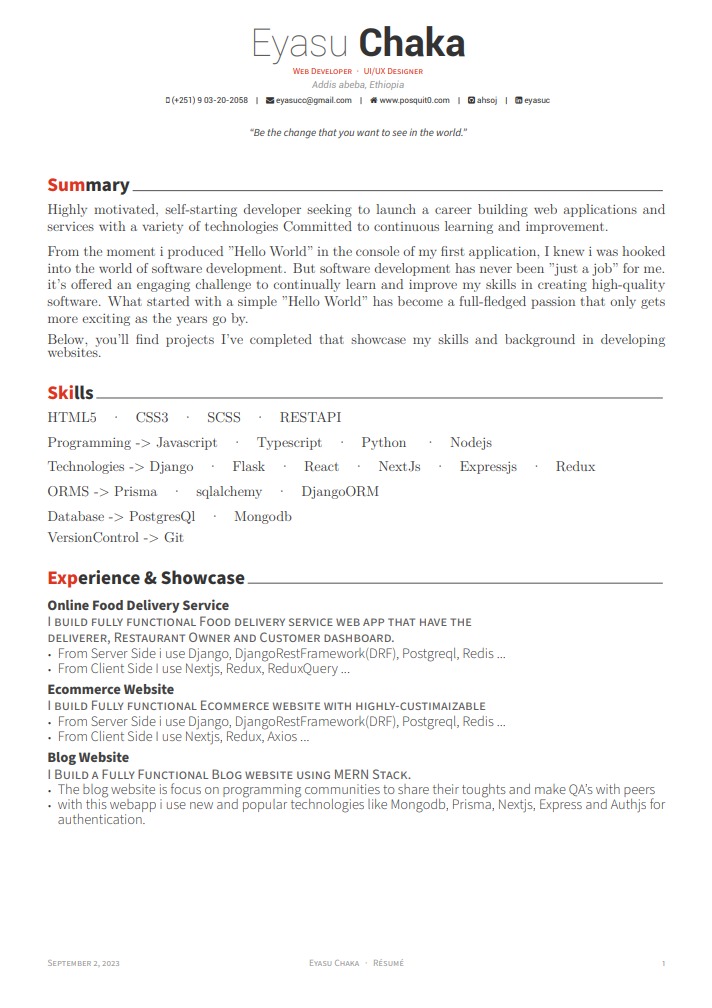 Eyasu Chaka
Web Developer · UI/UX Designer
Addis abeba, Ethiopia
(+251) 9 03-20-2058 | eyasucc@gmail.com | www.posquit0.com | ahsoj | eyasuc
"Be the change that you want to see in the world."
Summary
Highly motivated, self-starting developer seeking to launch a career building web applications and
services with a variety of technologies Committed to continuous learning and improvement.
From the moment i produced ”Hello World” in the console of my first application, I knew i was hooked
into the world of software development. But software development has never been ”just a job” for me.
it's offered an engaging challenge to continually learn and improve my skills in creating high-quality
software. What started with a simple ”Hello World” has become a full-fledged passion that only gets
more exciting as the years go by.
Below, you'll find projects I've completed that showcase my skills and background in developing
websites.
Skills
HTML5 · CSS3 · SCSS · RESTAPI
Programming -> Javascript · Typescript · Python · Nodejs
Technologies -> Django · Flask · React · NextJs · Expressjs · Redux
ORMS -> Prisma · sqlalchemy · DjangoORM
Database -> PostgresQl · Mongodb
VersionControl -> Git
Experience & Showcase
Online Food Delivery Service
I build fully functional Food delivery service web app that have the
deliverer, Restaurant Owner and Customer dashboard.
• From Server Side i use Django, DjangoRestFramework(DRF), Postgreql, Redis ...
• From Client Side I use Nextjs, Redux, ReduxQuery ...
Ecommerce Website
I build Fully functional Ecommerce website with highly-custimaizable
• From Server Side i use Django, DjangoRestFramework(DRF), Postgreql, Redis ...
• From Client Side I use Nextjs, Redux, Axios ...
Blog Website
I Build a Fully Functional Blog website using MERN Stack.
• The blog website is focus on programming communities to share their toughts and make QA's with peers
• with this webapp i use new and popular technologies like Mongodb, Prisma, Nextjs, Express and Authjs for
authentication.
September 2, 2023 Eyasu Chaka · Résumé 1